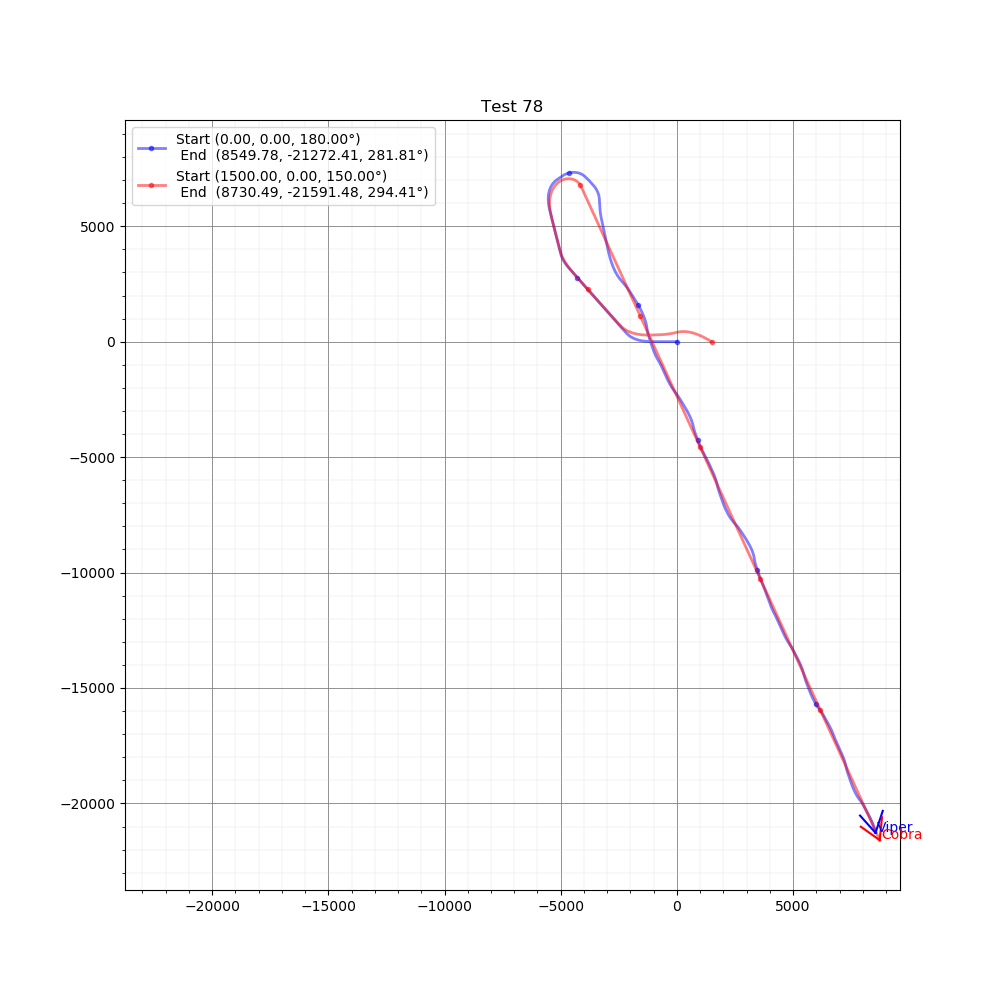 Test 78
Start (0.00, 0.00, 180.00°)
End  (8549.78, -21272.41, 281.81°)
Start (1500.00, 0.00, 150.00°)
End  (8730.49, -21591.48, 294.41°)
5000
0
−5000
−10000
−15000
−20000
Viper
Cobra
−20000
−15000
−10000
−5000
0
5000